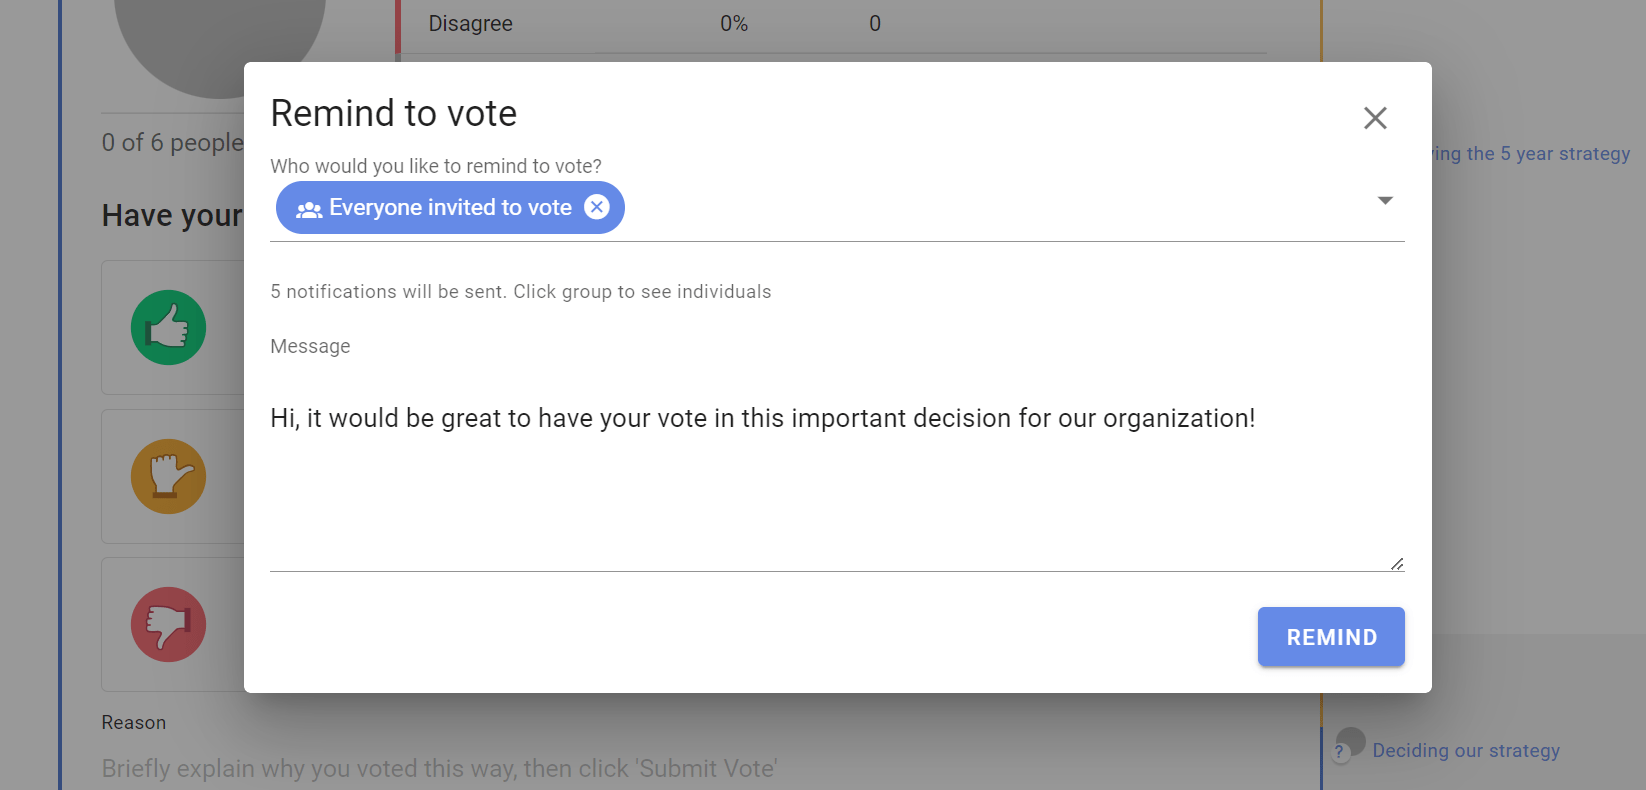 Disagree 0% 0
Remind to vote
0 of 6 people
Who would you like to remind to vote?
ing the 5 year strategy
Everyone invited to vote
Have your
5 notifications will be sent. Click group to see individuals
Message
Hi, it would be great to have your vote in this important decision for our organization!
REMIND
Reason
? Deciding our strategy
Briefly explain why you voted this way, then click 'Submit Vote'